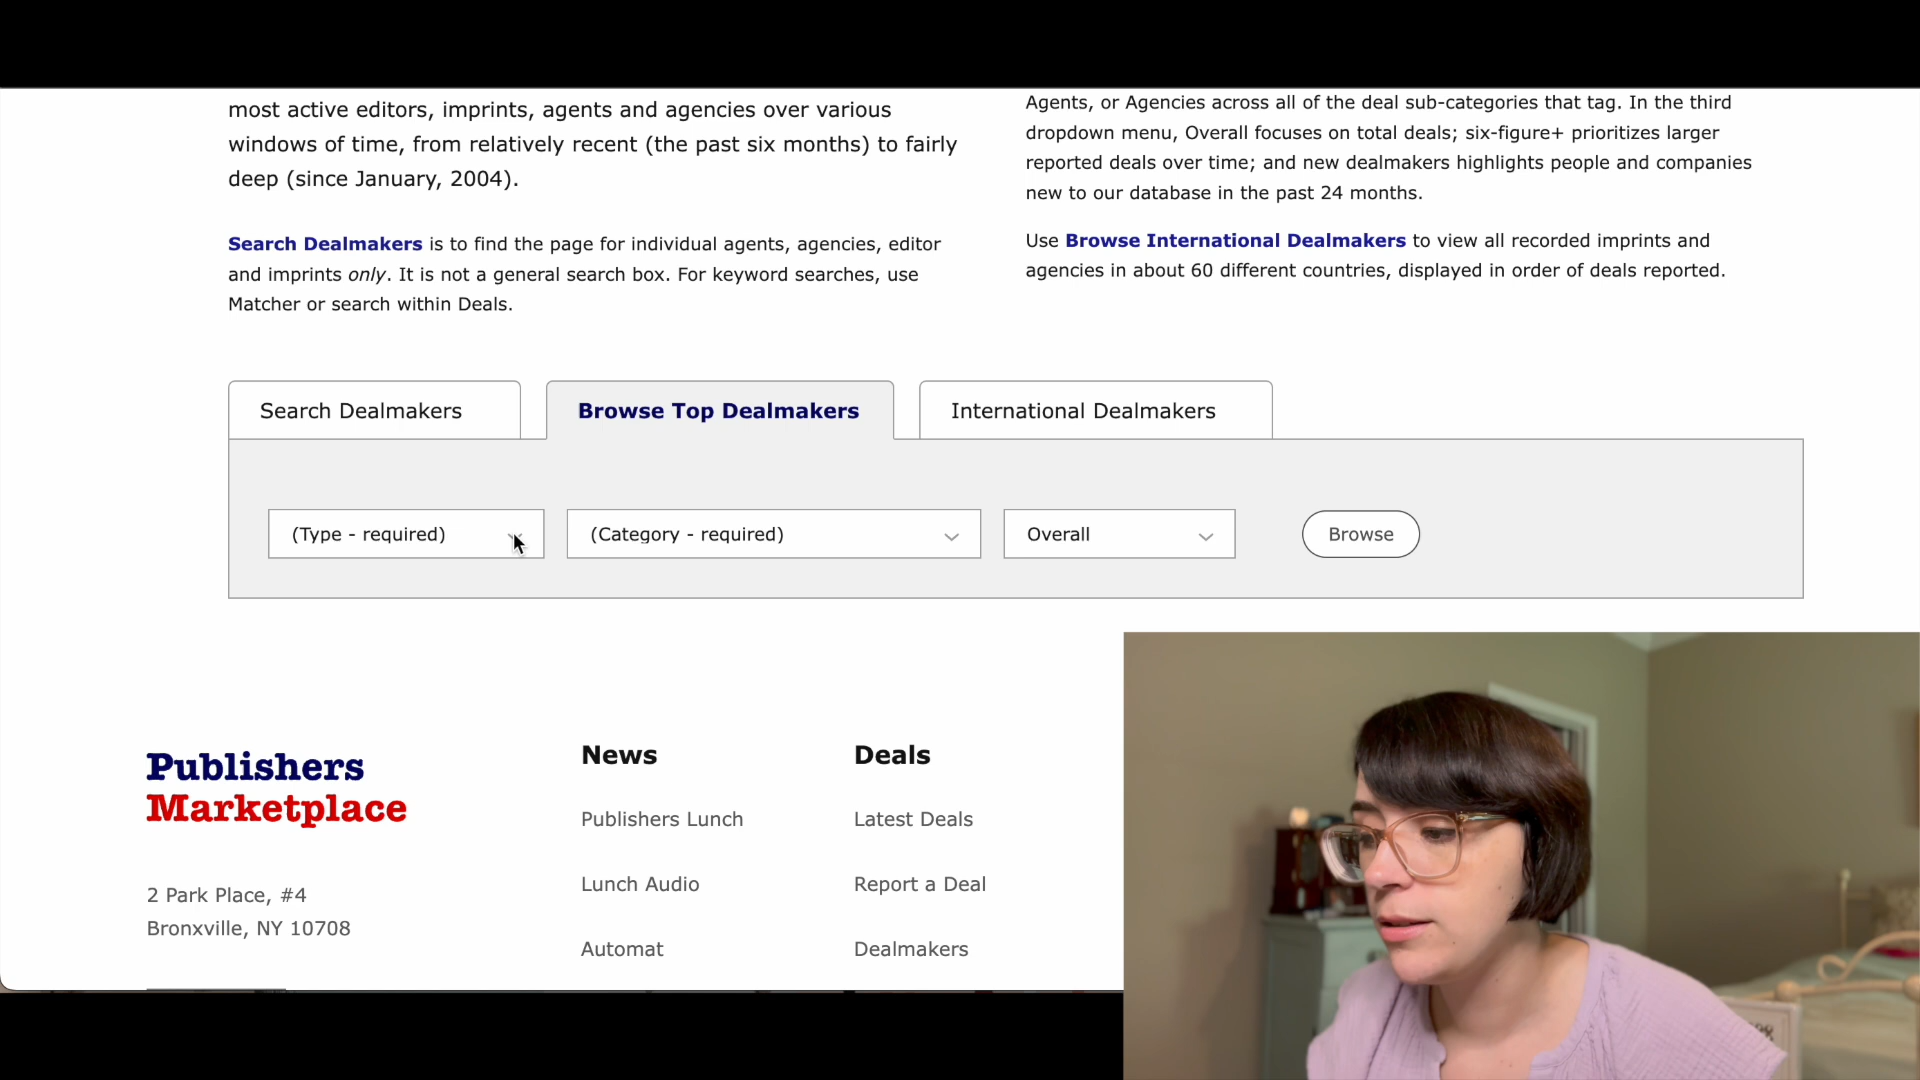 most active editors, imprints, agents and agencies over various
windows of time, from relatively recent (the past six months) to fairly
deep (since January, 2004).
Search Dealmakers is to find the page for individual agents, agencies, editor
and imprints only. It is not a general search box. For keyword searches, use
Matcher or search within Deals.
Agents, or Agencies across all of the deal sub-categories that tag. In the third
dropdown menu, Overall focuses on total deals; six-figure+ prioritizes larger
reported deals over time; and new dealmakers highlights people and companies
new to our database in the past 24 months.
Use Browse International Dealmakers to view all recorded imprints and
agencies in about 60 different countries, displayed in order of deals reported.
Search Dealmakers
Browse Top Dealmakers
International Dealmakers
(Type - required)
(Category - required)
Overall
Browse
Publishers
Marketplace
2 Park Place, #4
Bronxville, NY 10708
News
Publishers Lunch
Lunch Audio
Automat
Deals
Latest Deals
Report a Deal
Dealmakers